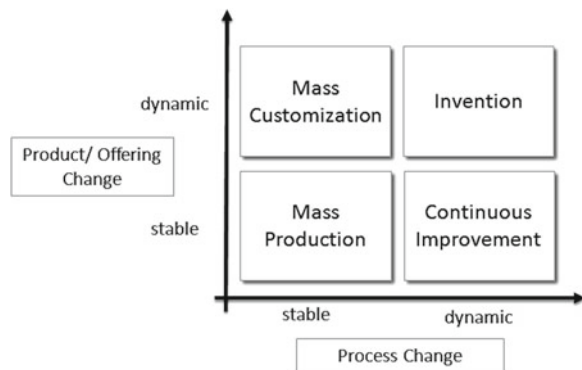 dynamic
Mass
Customization
Invention
Product/ Offering
Change
stable
Mass
Production
Continuous
Improvement
stable
dynamic
Process Change